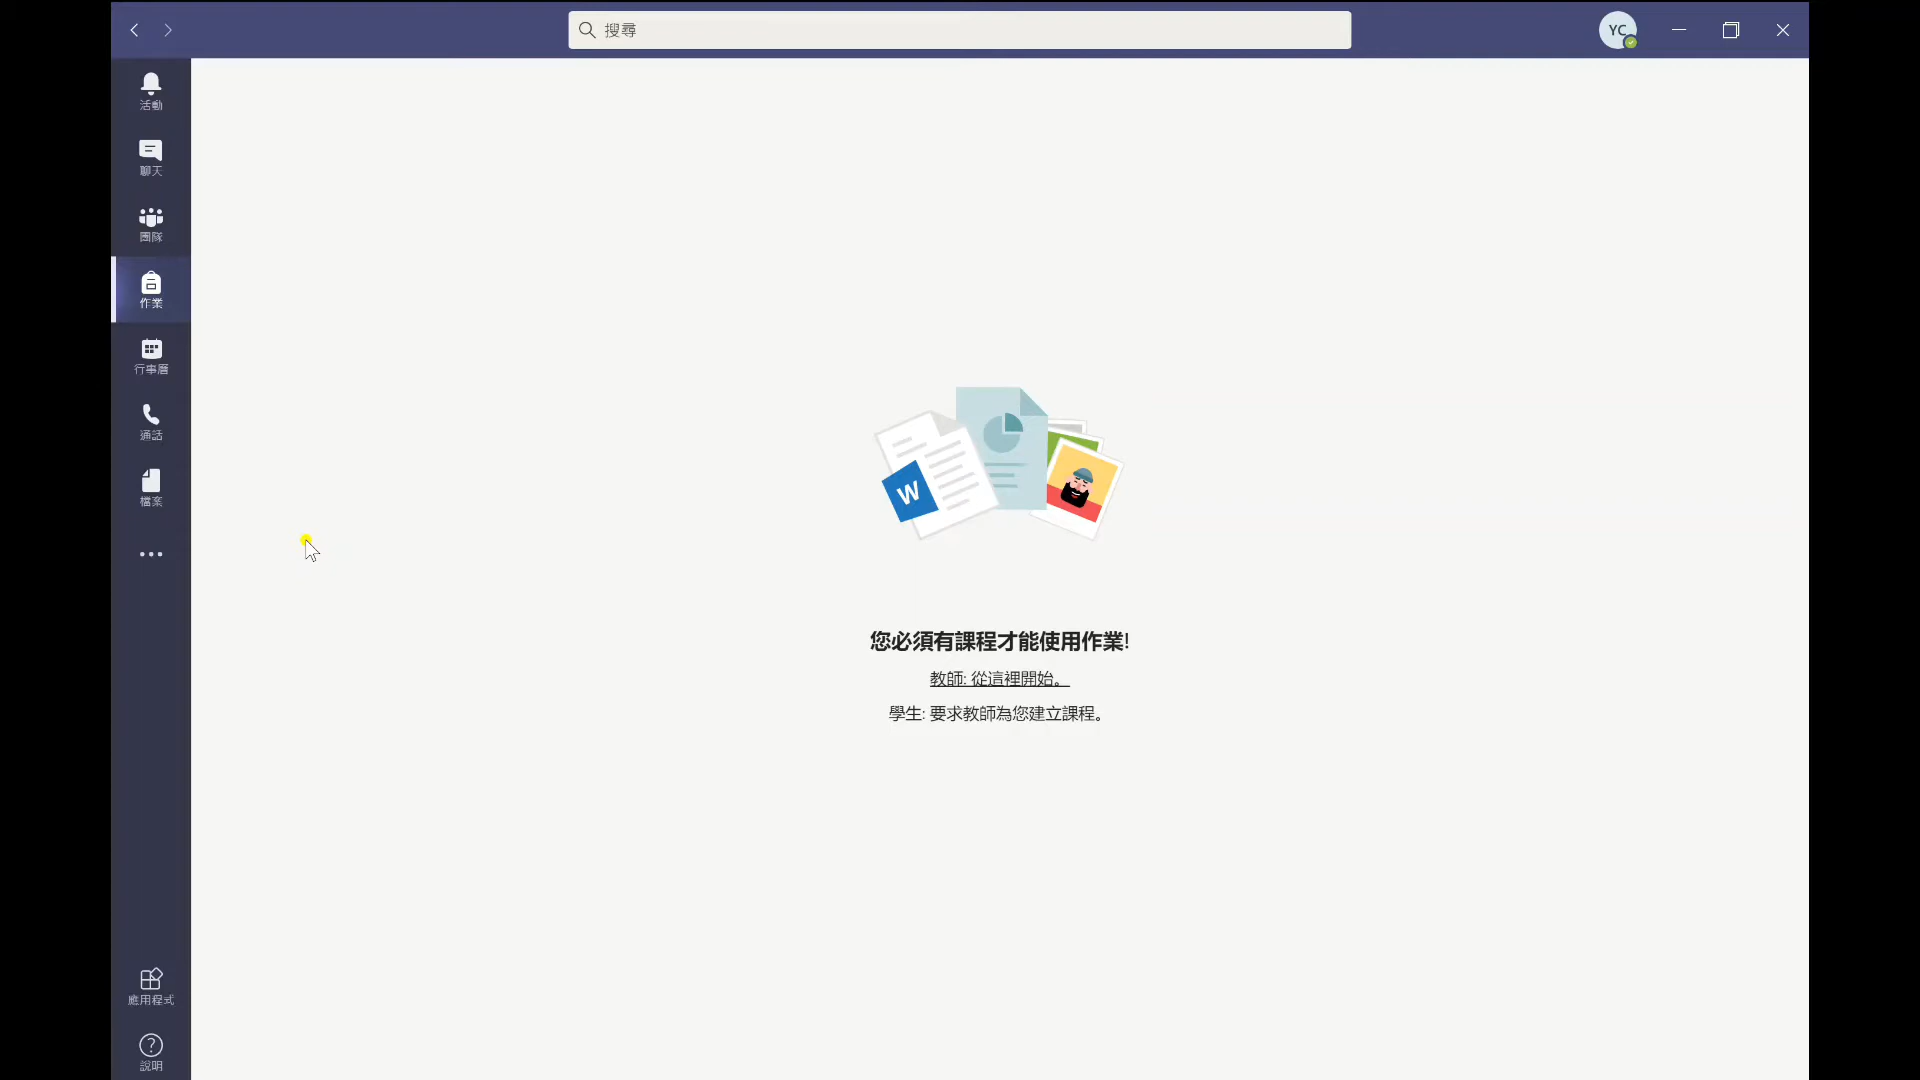 搜尋
YC
活動
聊天
團隊
作業
行事曆
通話
檔案
W
您必須有課程才能使用作業!
教師: 從這裡開始。
學生: 要求教師為您建立課程。
應用程式
說明